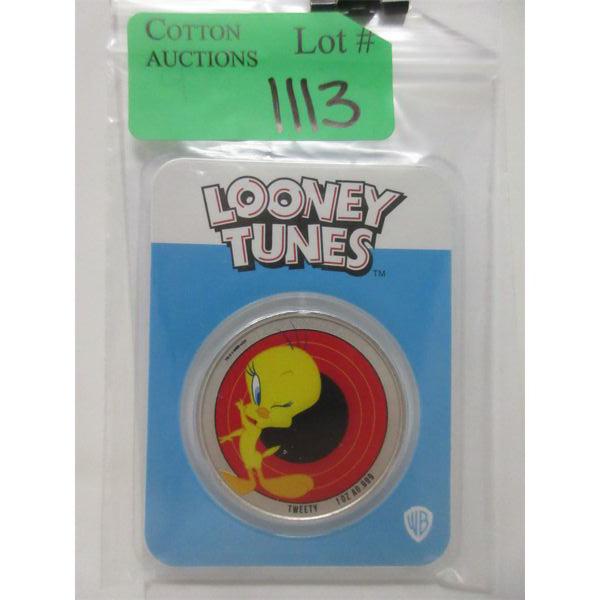 COTTON
AUCTIONS
Lot #
1113
LOONEY
TUNES
TM
TWEETY 1 OZ AG 999
WB